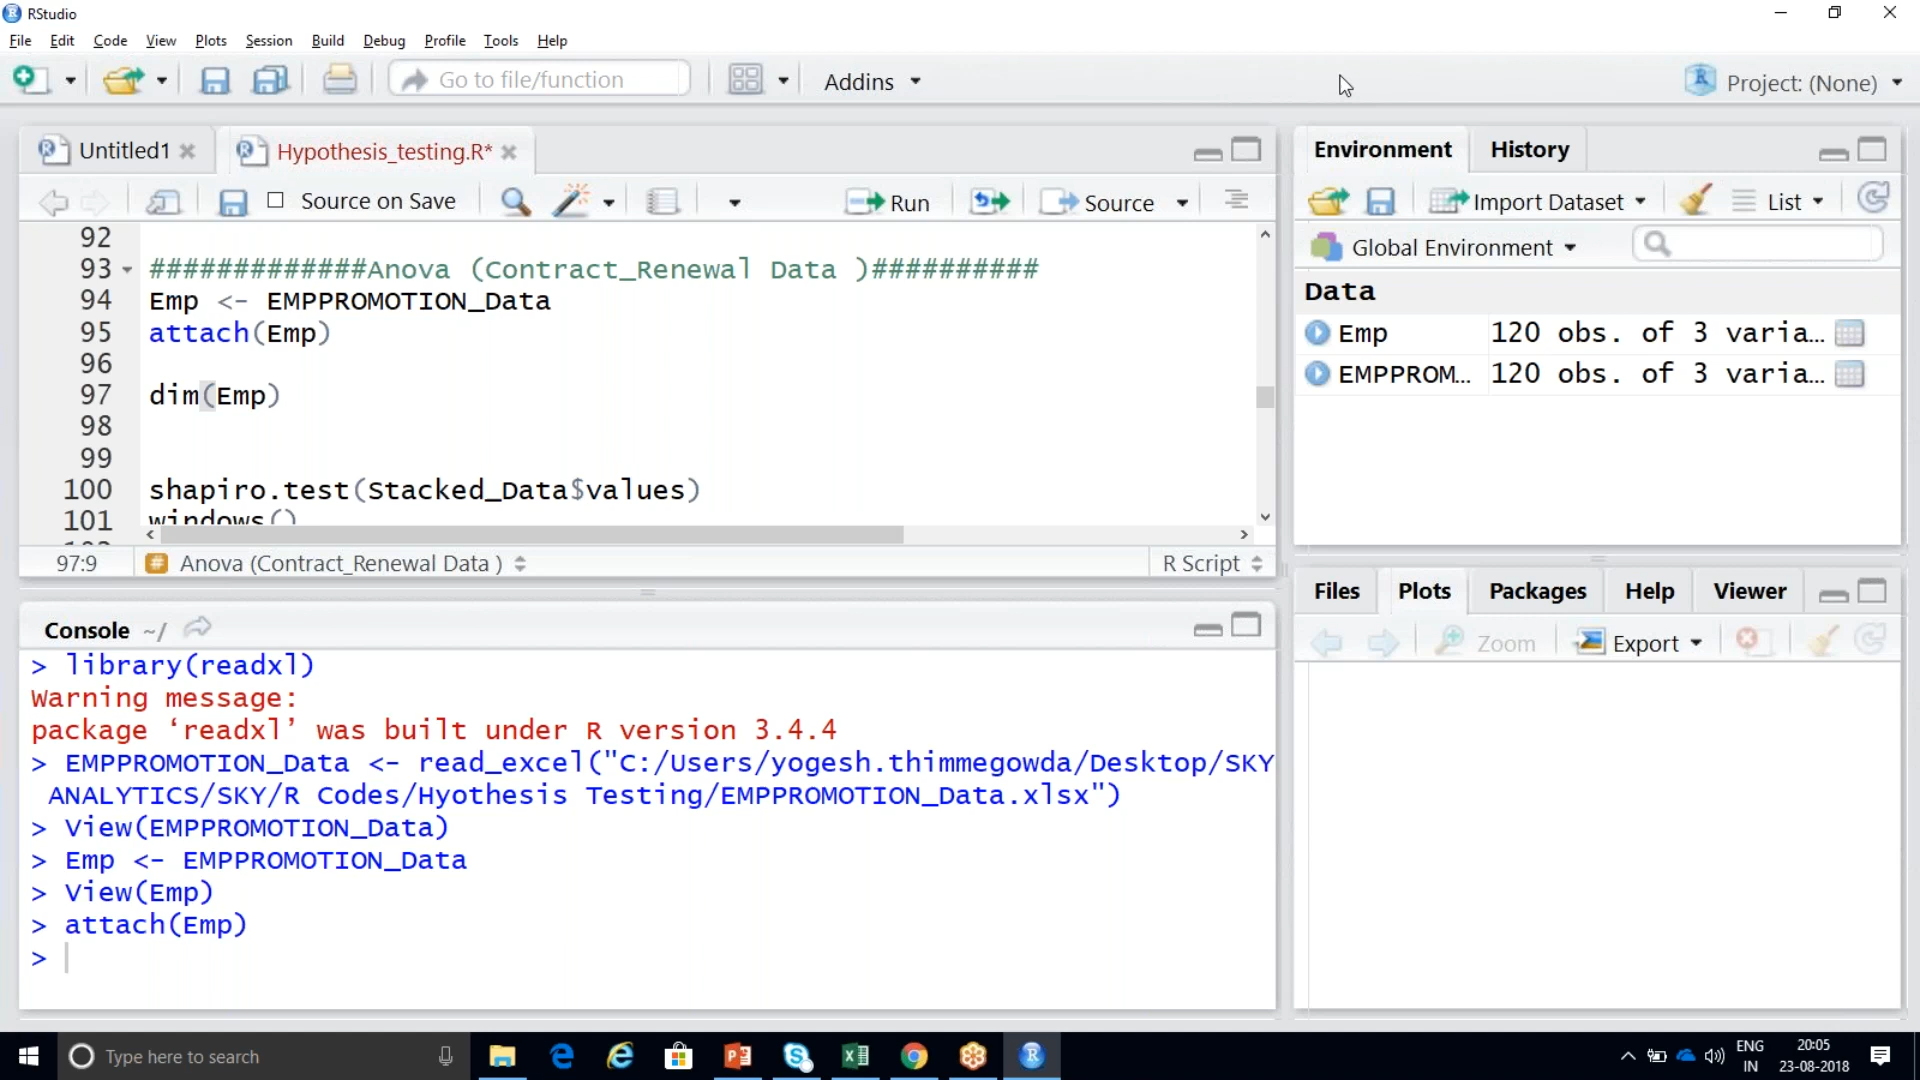 RStudio
File Edit Code View Plots Session Build Debug Profile Tools Help
Go to file/function Addins Project: (None)
Untitled1 Hypothesis_testing.R*
Source on Save Run Source
92
93 #############Anova (Contract_Renewal Data )##########
94 Emp <- EMPPROMOTION_Data
95 attach(Emp)
96
97 dim(Emp)
98
99
100 shapiro.test(Stacked_Data$values)
101 windows()
97:9 Anova (Contract_Renewal Data ) R Script
Console ~/
> library(readxl)
Warning message:
package ‘readxl’ was built under R version 3.4.4
> EMPPROMOTION_Data <- read_excel("C:/Users/yogesh.thimmegowda/Desktop/SKY
ANALYTICS/SKY/R Codes/Hyothesis Testing/EMPPROMOTION_Data.xlsx")
> View(EMPPROMOTION_Data)
> Emp <- EMPPROMOTION_Data
> View(Emp)
> attach(Emp)
>
Environment History
Import Dataset List
Global Environment
Data
Emp 120 obs. of 3 varia…
EMPPROM… 120 obs. of 3 varia…
Files Plots Packages Help Viewer
Zoom Export
Type here to search
ENG
IN
20:05
23-08-2018